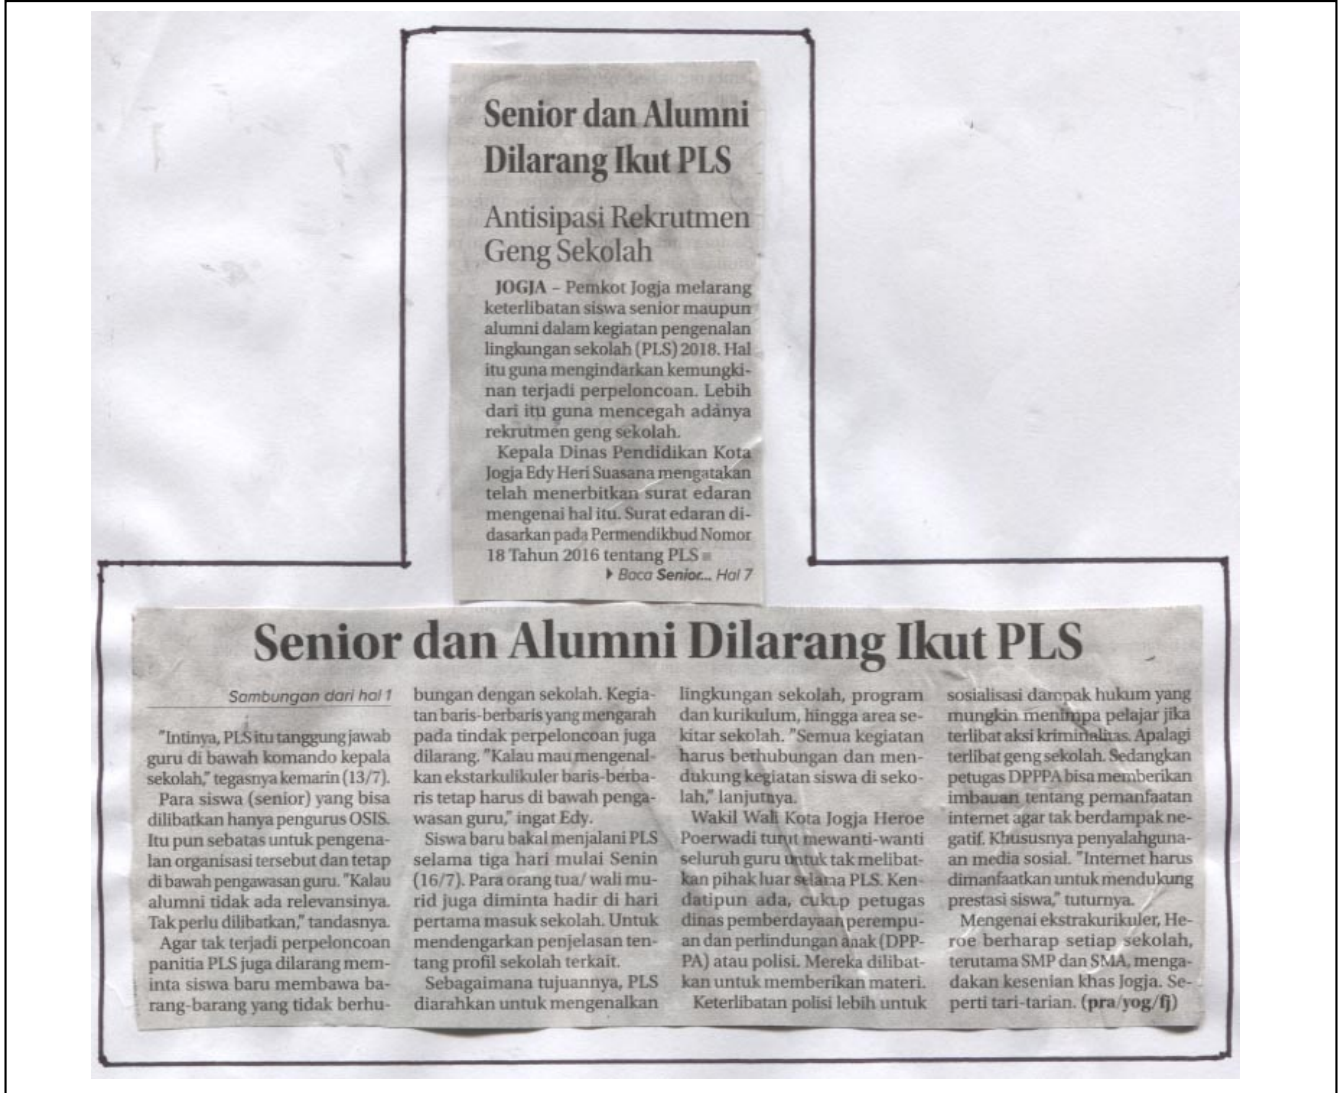 Senior dan Alumni
Dilarang Ikut PLS
Antisipasi Rekrutmen
Geng Sekolah
JOGJA – Pemkot Jogja melarang
keterlibatan siswa senior maupun
alumni dalam kegiatan pengenalan
lingkungan sekolah (PLS) 2018. Hal
itu guna mengindarkan kemungki-
nan terjadi perpeloncoan. Lebih
dari itu guna mencegah adanya
rekrutmen geng sekolah.
Kepala Dinas Pendidikan Kota
Jogja Edy Heri Suasana mengatakan
telah menerbitkan surat edaran
mengenai hal itu. Surat edaran di-
dasarkan pada Permendikbud Nomor
18 Tahun 2016 tentang PLS
Baca Senior... Hal 7
Senior dan Alumni Dilarang Ikut PLS
Sambungan dari hal 1
"Intinya, PLS itu tanggung jawab
guru di bawah komando kepala
sekolah," tegasnya kemarin (13/7).
Para siswa (senior) yang bisa
dilibatkan hanya pengurus OSIS.
Itu pun sebatas untuk pengena-
lan organisasi tersebut dan tetap
di bawah pengawasan guru. "Kalau
alumni tidak ada relevansinya.
Tak perlu dilibatkan," tandasnya.
Agar tak terjadi perpeloncoan
panitia PLS juga dilarang mem-
inta siswa baru membawa ba-
rang-barang yang tidak berhu-
bungan dengan sekolah. Kegia-
tan baris-berbaris yang mengarah
pada tindak perpeloncoan juga
dilarang. "Kalau mau mengenal-
kan ekstarkulikuler baris-berba-
ris tetap harus di bawah penga-
wasan guru," ingat Edy.
Siswa baru bakal menjalani PLS
selama tiga hari mulai Senin
(16/7). Para orang tua/ wali mu-
rid juga diminta hadir di hari
pertama masuk sekolah. Untuk
mendengarkan penjelasan ten-
tang profil sekolah terkait.
Sebagaimana tujuannya, PLS
diarahkan untuk mengenalkan
lingkungan sekolah, program
dan kurikulum, hingga area se-
kitar sekolah. "Semua kegiatan
harus berhubungan dan men-
dukung kegiatan siswa di seko-
lah," lanjutnya.
Wakil Wali Kota Jogja Heroe
Poerwadi turut mewanti-wanti
seluruh guru untuk tak melibat-
kan pihak luar selama PLS. Ken-
datipun ada, cukup petugas
dinas pemberdayaan perempu-
an dan perlindungan anak (DPP-
PA) atau polisi. Mereka dilibat-
kan untuk memberikan materi.
Keterlibatan polisi lebih untuk
sosialisasi dampak hukum yang
mungkin menimpa pelajar jika
terlibat aksi kriminalitas. Apalagi
terlibat geng sekolah. Sedangkan
petugas DPPPA bisa memberikan
imbauan tentang pemanfaatan
internet agar tak berdampak ne-
gatif. Khususnya penyalahguna-
an media sosial. "Internet harus
dimanfaatkan untuk mendukung
prestasi siswa," tuturnya.
Mengenai ekstrakurikuler, He-
roe berharap setiap sekolah,
terutama SMP dan SMA, menga-
dakan kesenian khas Jogja. Se-
perti tari-tarian. (pra/yog/fj)